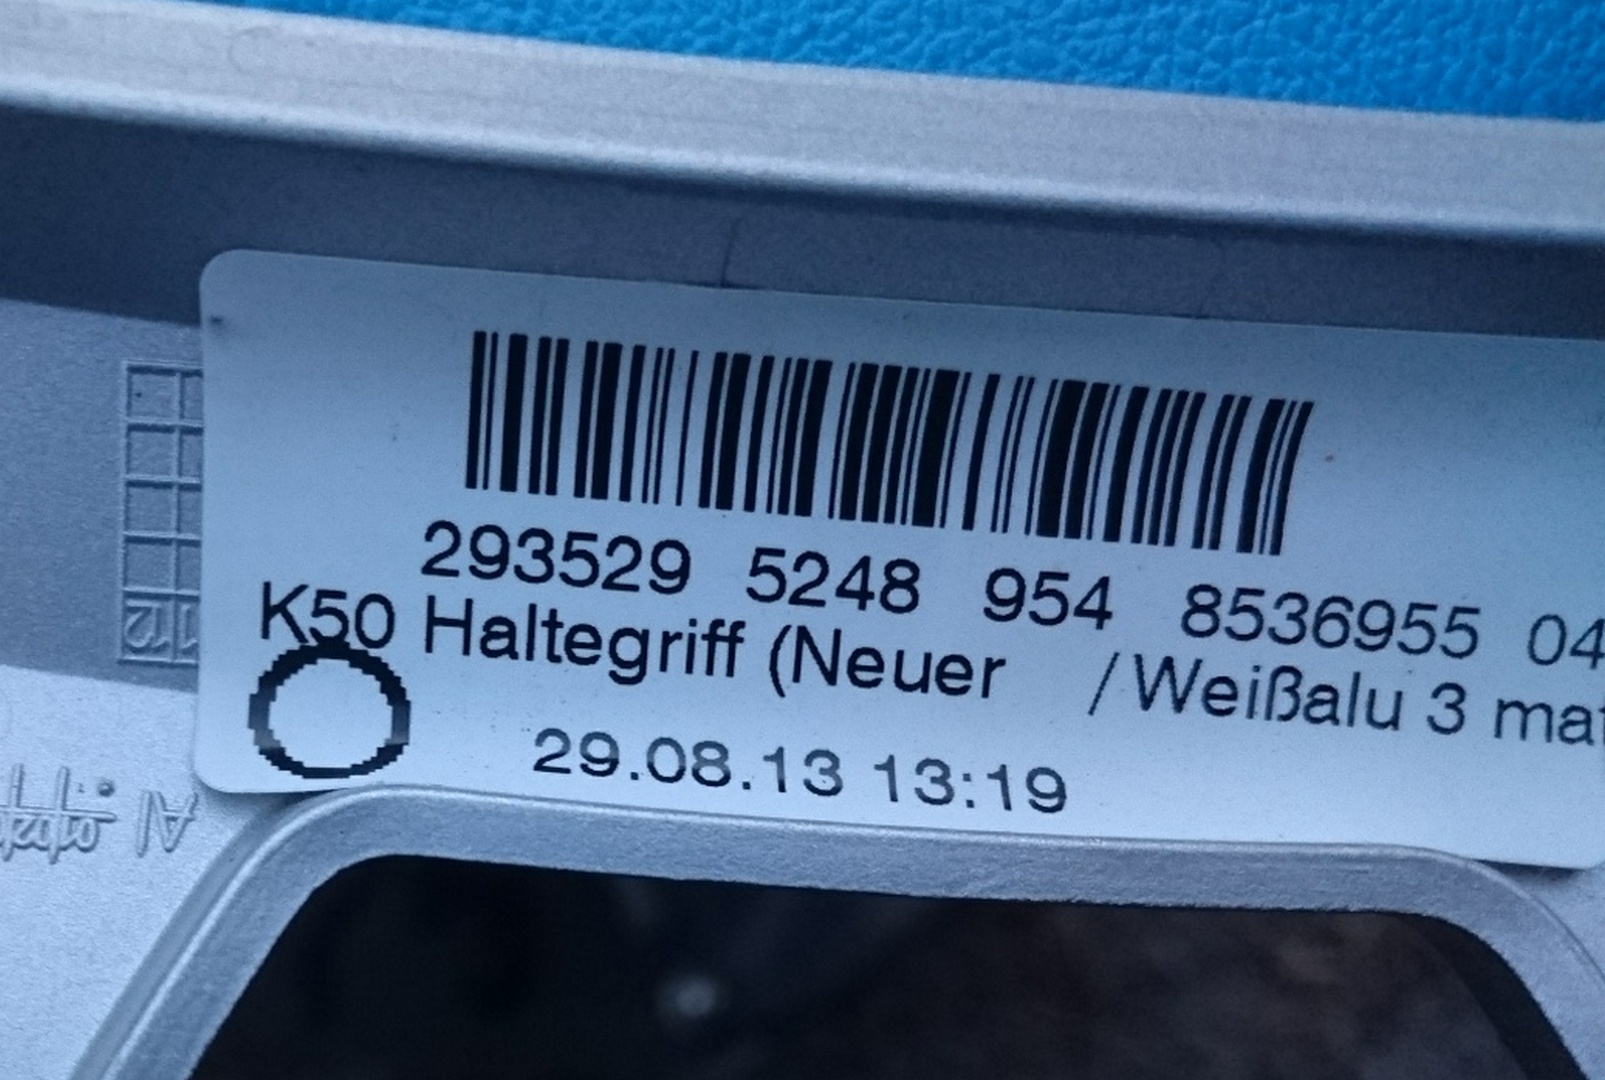 293529 5248 954 8536955 04
K50 Haltegriff (Neuer /Weißalu 3 mat
29.08.13 13:19